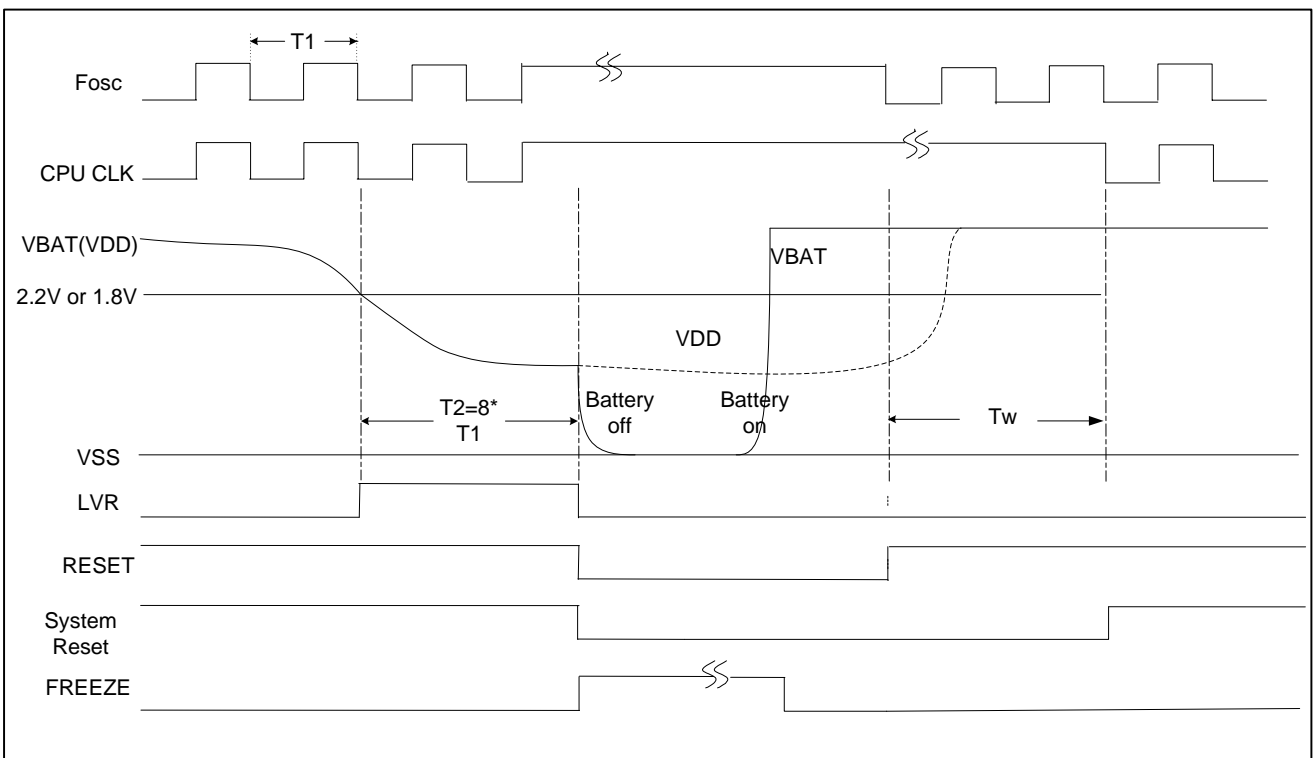 T1
Fosc
CPU CLK
VBAT(VDD)
VBAT
2.2V or 1.8V
VDD
T2=8*
T1
Battery
off
Battery
on
Tw
VSS
LVR
RESET
System
Reset
FREEZE